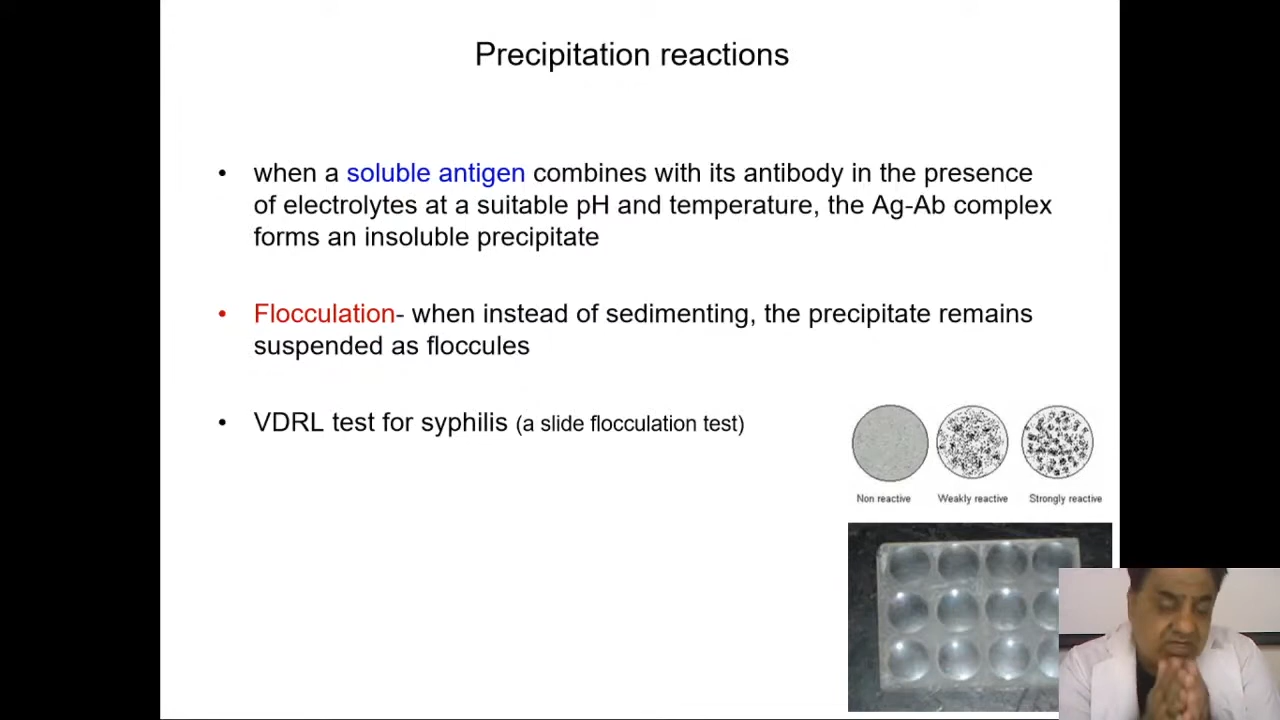 Precipitation reactions
• when a soluble antigen combines with its antibody in the presence
of electrolytes at a suitable pH and temperature, the Ag-Ab complex
forms an insoluble precipitate
• Flocculation- when instead of sedimenting, the precipitate remains
suspended as floccules
• VDRL test for syphilis (a slide flocculation test)
Non reactive Weakly reactive Strongly reactive